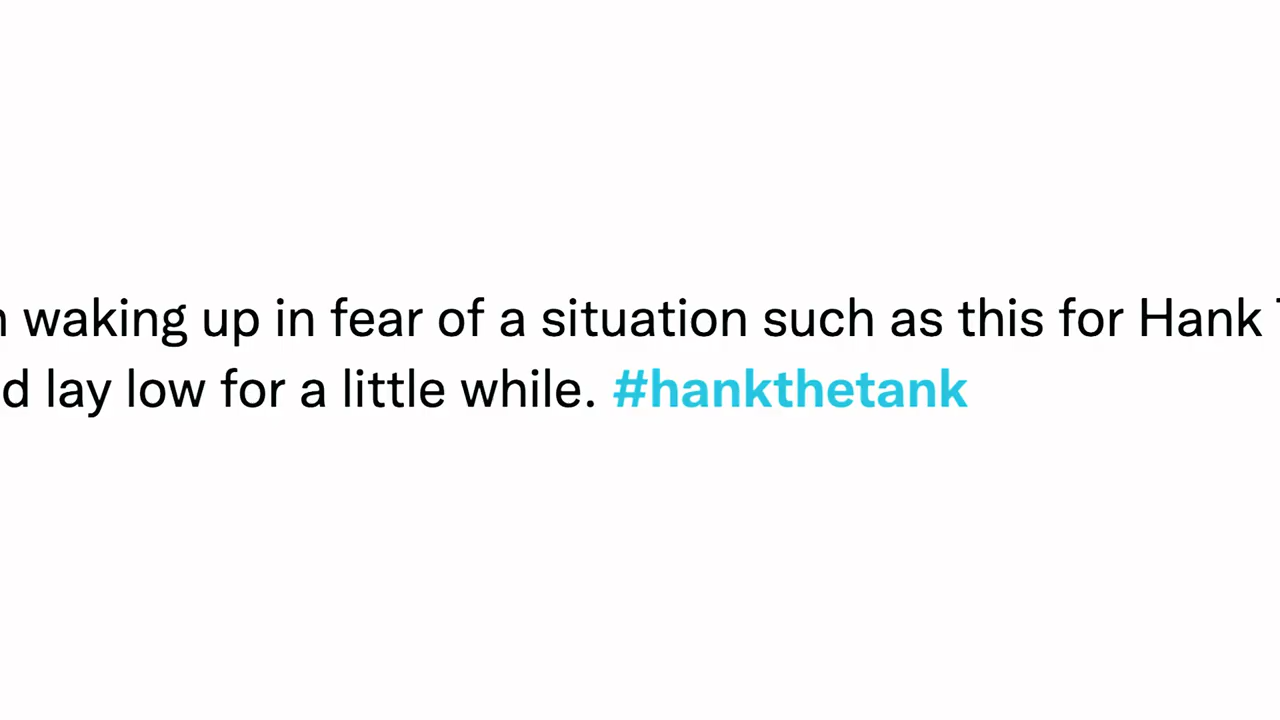 waking up in fear of a situation such as this for Hank
lay low for a little while. #hankthetank